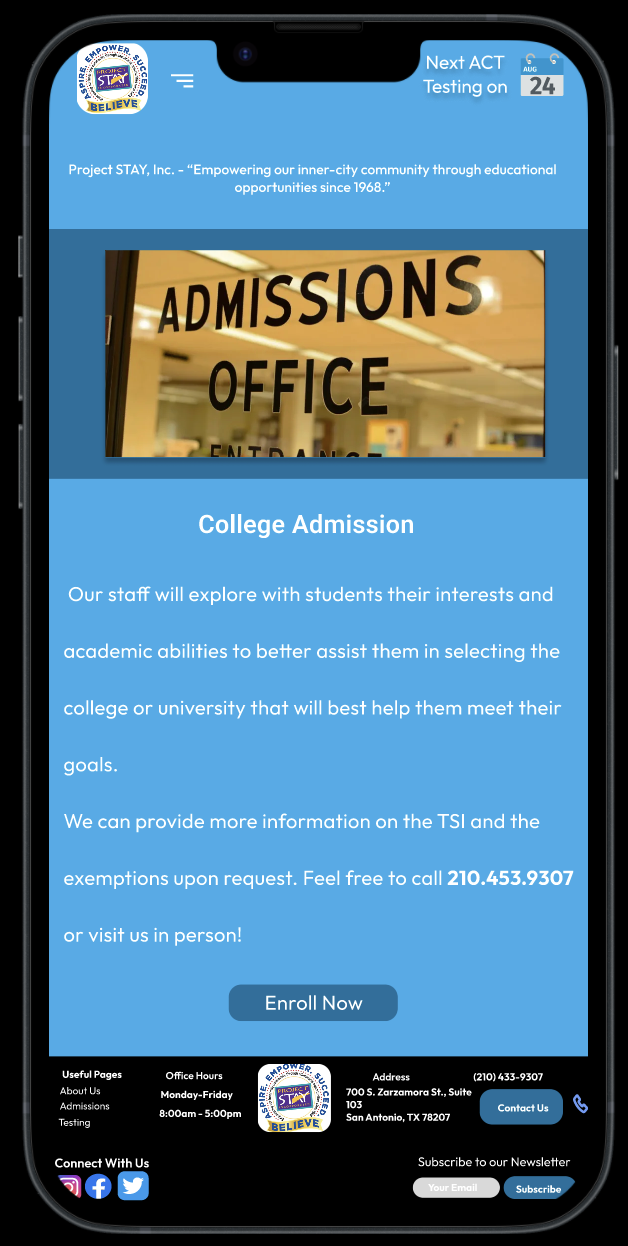 ASPIRE. EMPOWER. SUCCEED.
PROJECT
STAY
BELIEVE
Next ACT
Testing on
AUG
24
Project STAY, Inc. - “Empowering our inner-city community through educational
opportunities since 1968.”
ADMISSIONS
OFFICE
ENTRANCE
College Admission
Our staff will explore with students their interests and
academic abilities to better assist them in selecting the
college or university that will best help them meet their
goals.
We can provide more information on the TSI and the
exemptions upon request. Feel free to call 210.453.9307
or visit us in person!
Enroll Now
Useful Pages
About Us
Admissions
Testing
Office Hours
Monday-Friday
8:00am - 5:00pm
ASPIRE. EMPOWER. SUCCEED.
PROJECT
STAY
BELIEVE
Address
700 S. Zarzamora St., Suite
103
San Antonio, TX 78207
(210) 433-9307
Contact Us
Connect With Us
Subscribe to our Newsletter
Your Email
Subscribe